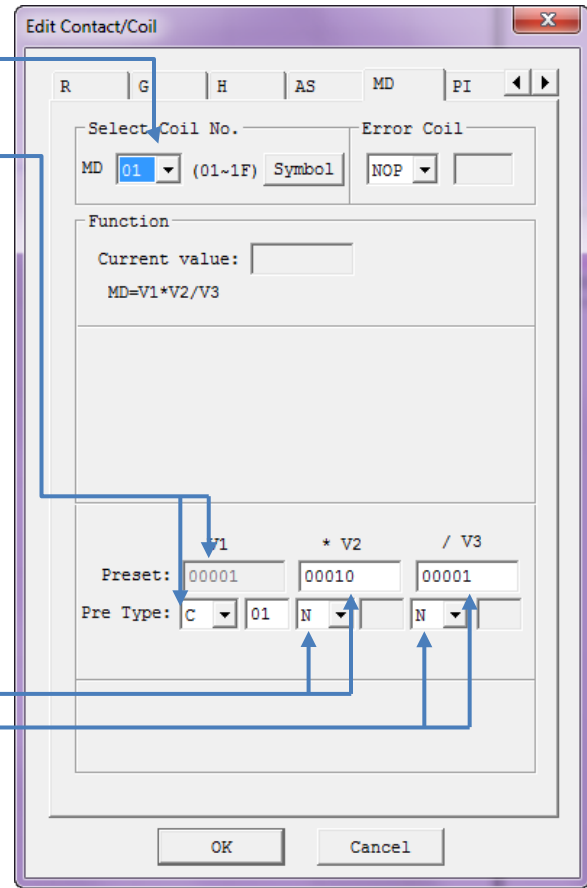 Edit Contact/Coil
R G H AS MD PI
Select Coil No. Error Coil
MD 01 (01~1F) Symbol NOP
Function
Current value:
MD=V1*V2/V3
V1 * V2 / V3
Preset: 00001 00010 00001
Pre Type: C 01 N N
OK Cancel